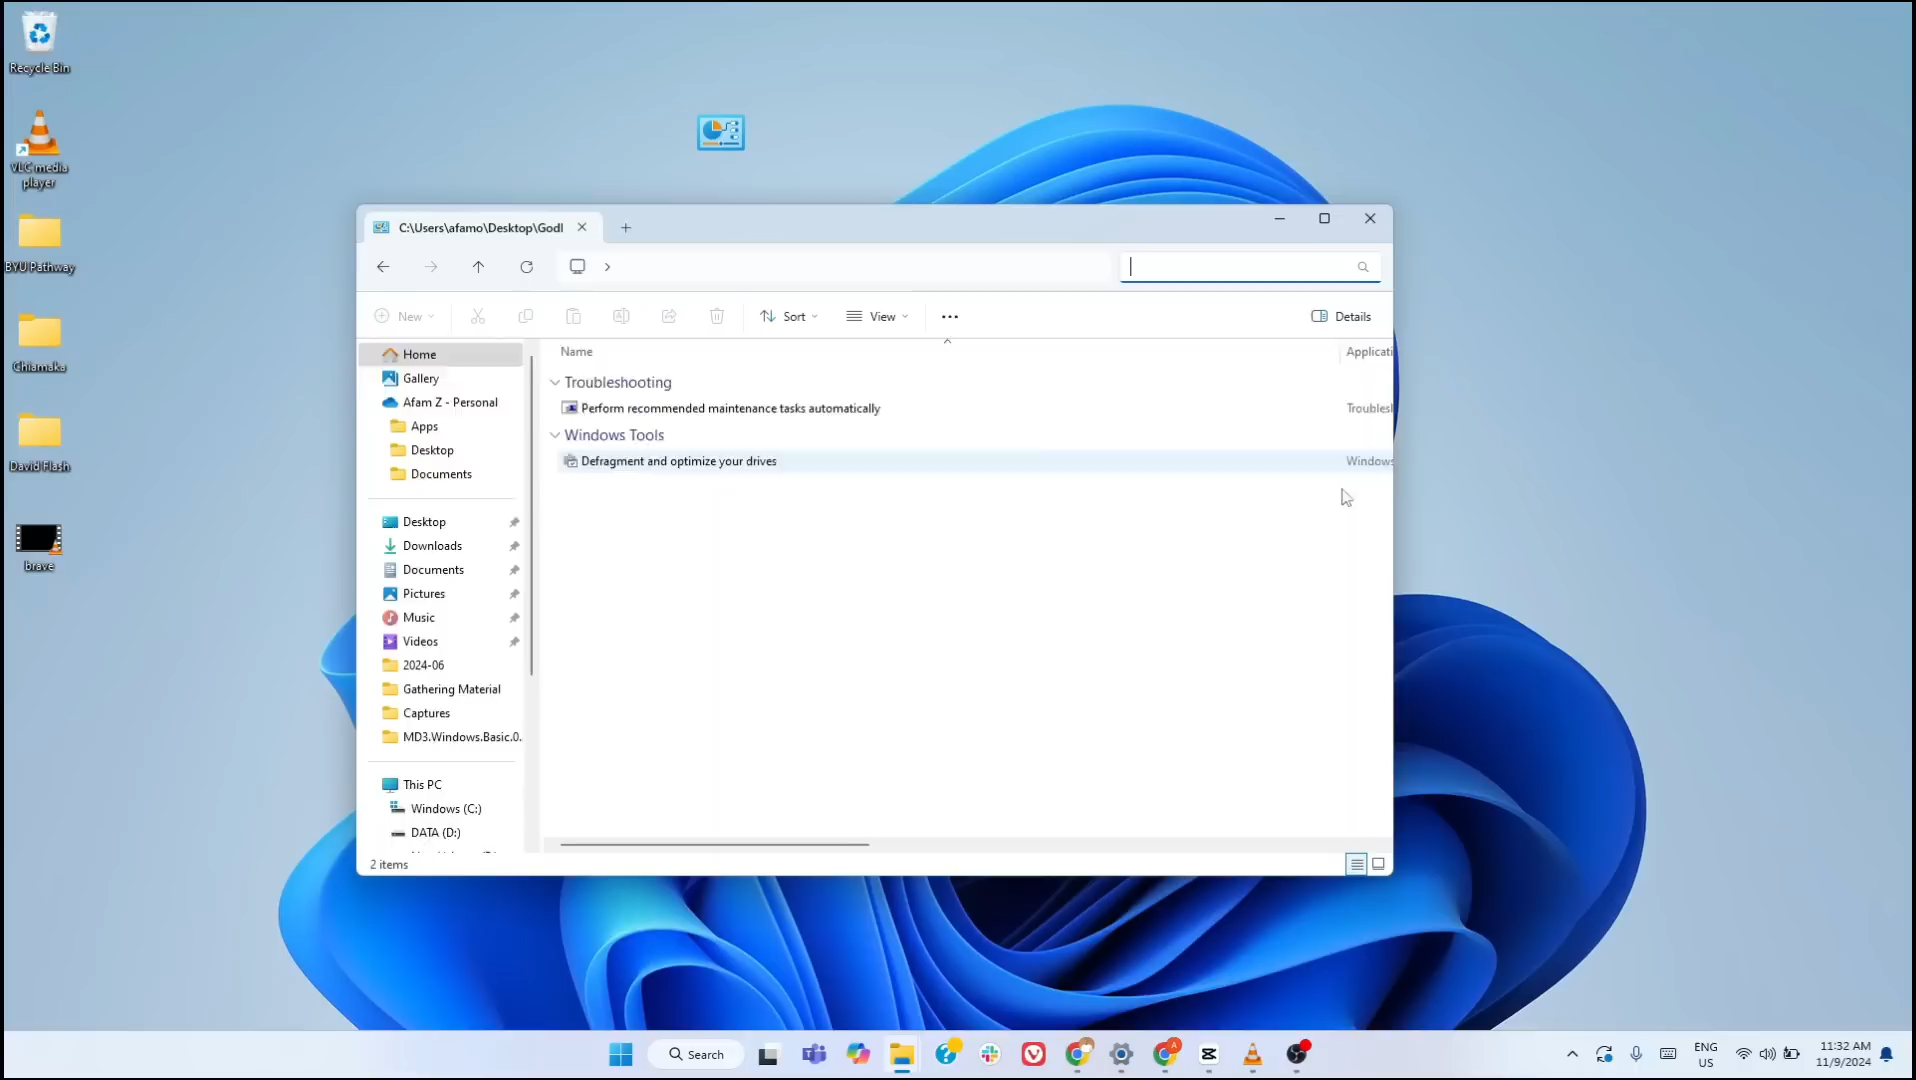 Recycle Bin
VLC media
player
BYU Pathway
Chiamaka
David Flash
brave
C:\Users\afamo\Desktop\Godl
New
Sort
View
Details
Home
Gallery
Afam Z - Personal
Apps
Desktop
Documents
Desktop
Downloads
Documents
Pictures
Music
Videos
2024-06
Gathering Material
Captures
MD3.Windows.Basic.0.
This PC
Windows (C:)
DATA (D:)
Name
Applicati
Troubleshooting
Perform recommended maintenance tasks automatically
Troublesl
Windows Tools
Defragment and optimize your drives
Windows
2 items
Search
ENG
US
11:32 AM
11/9/2024